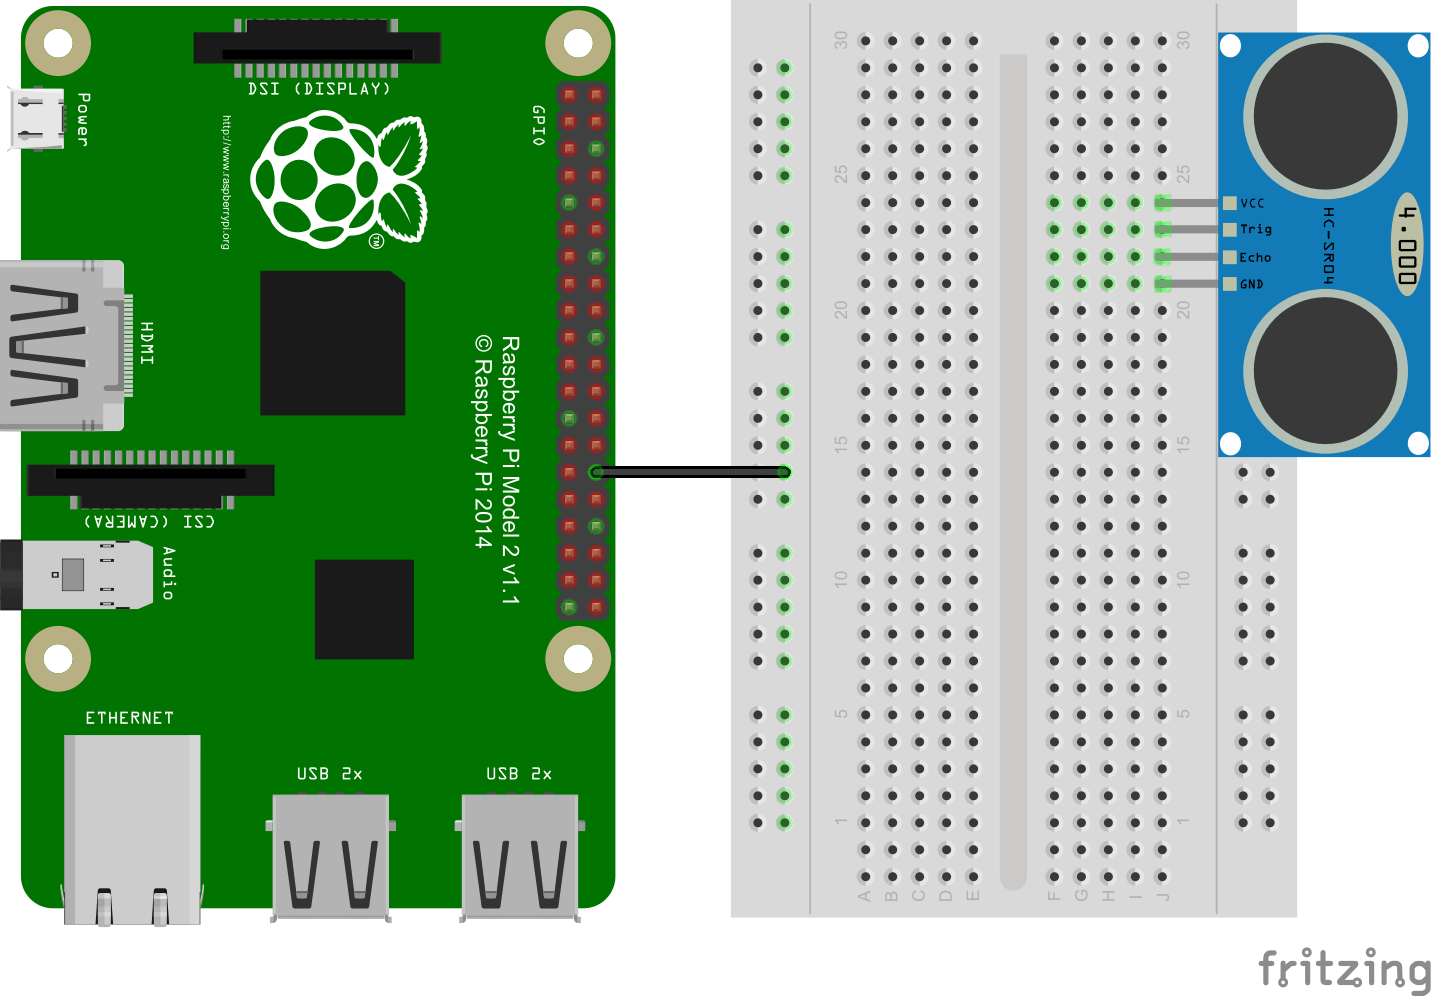 DSI (DISPLAY)
Power
GPIO
http://www.raspberrypi.org
TM
HDMI
Raspberry Pi Model 2 v1.1
© Raspberry Pi 2014
CSI (CAMERA)
Audio
ETHERNET
USB 2x
USB 2x
30
30
25
25
20
20
15
15
10
10
5
5
1
1
A B C D E F G H I J
VCC
Trig
Echo
GND
HC-SR04
4.000
fritzing